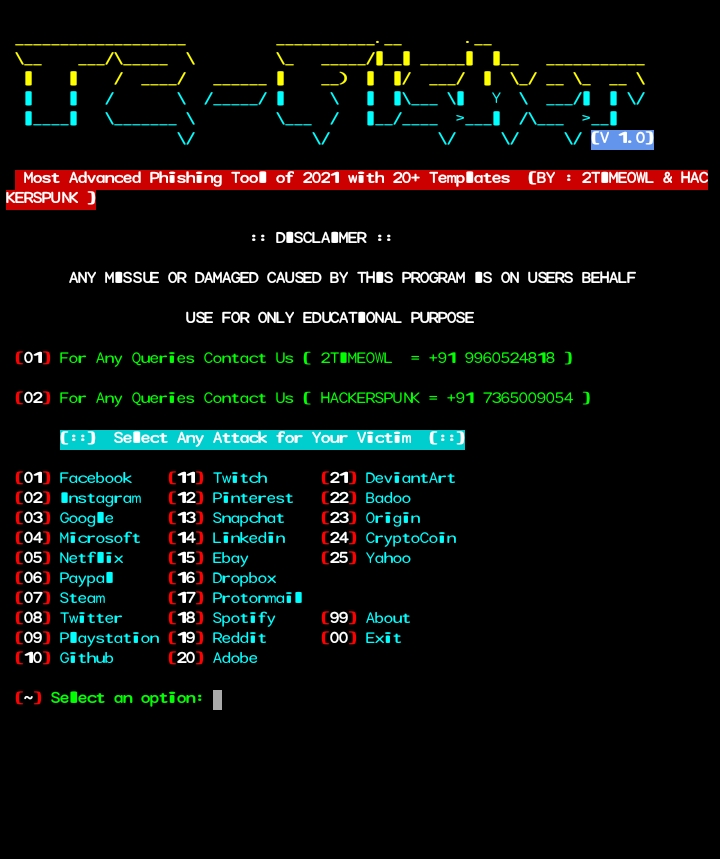 T2-Fisher
[V 1.0]
Most Advanced Phishing Tool of 2021 with 20+ Templates [BY : 2TIMEOWL & HAC
KERSPUNK ]
:: DISCLAIMER ::
ANY MISSUE OR DAMAGED CAUSED BY THIS PROGRAM IS ON USERS BEHALF
USE FOR ONLY EDUCATIONAL PURPOSE
[01] For Any Queries Contact Us [ 2TIMEOWL = +91 9960524818 ]
[02] For Any Queries Contact Us [ HACKERSPUNK = +91 7365009054 ]
[::] Select Any Attack for Your Victim [::]
[01] Facebook [11] Twitch [21] DeviantArt
[02] Instagram [12] Pinterest [22] Badoo
[03] Google [13] Snapchat [23] Origin
[04] Microsoft [14] Linkedin [24] CryptoCoin
[05] Netflix [15] Ebay [25] Yahoo
[06] Paypal [16] Dropbox
[07] Steam [17] Protonmail
[08] Twitter [18] Spotify [99] About
[09] Playstation [19] Reddit [00] Exit
[10] Github [20] Adobe
[~] Select an option: